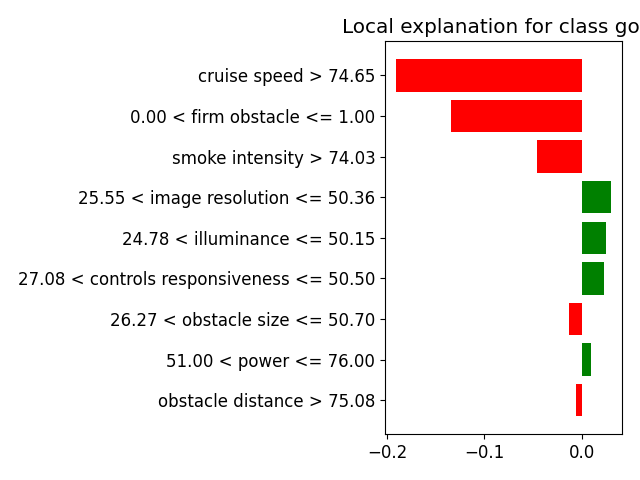 Local explanation for class go
cruise speed > 74.65
0.00 < firm obstacle <= 1.00
smoke intensity > 74.03
25.55 < image resolution <= 50.36
24.78 < illuminance <= 50.15
27.08 < controls responsiveness <= 50.50
26.27 < obstacle size <= 50.70
51.00 < power <= 76.00
obstacle distance > 75.08
−0.2 −0.1 0.0